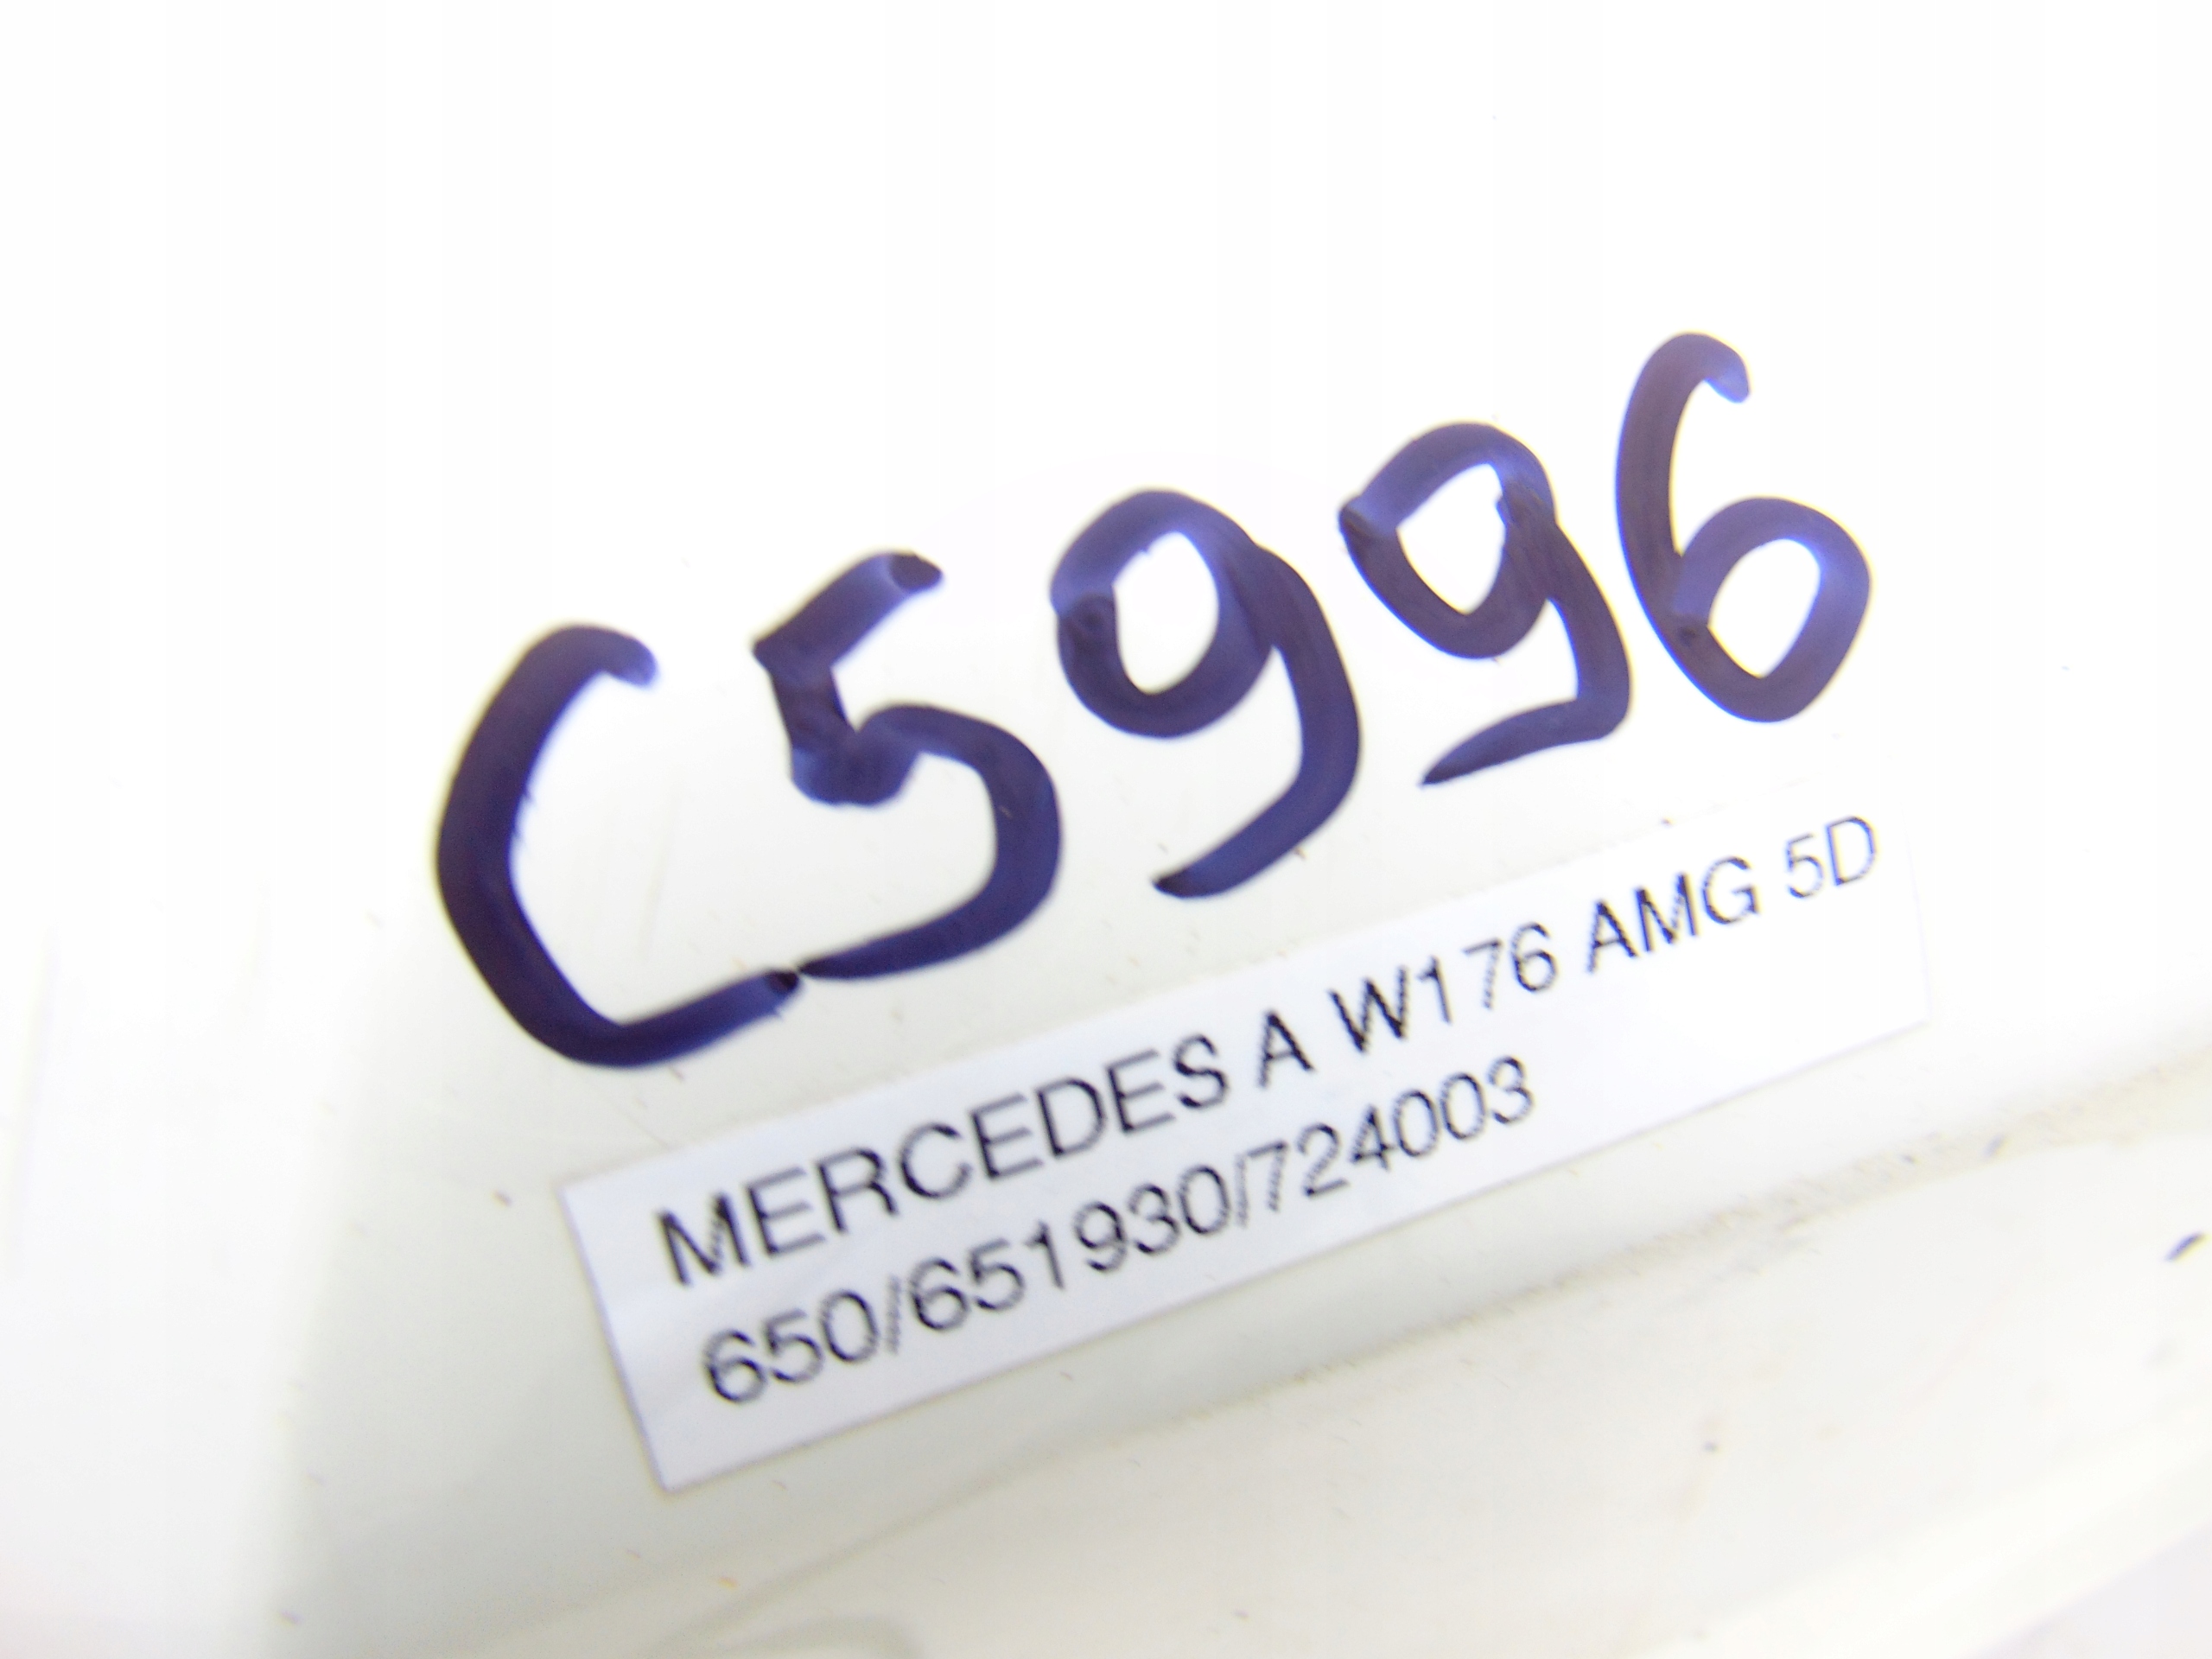 C5996
MERCEDES A W176 AMG 5D
650/651930/724003